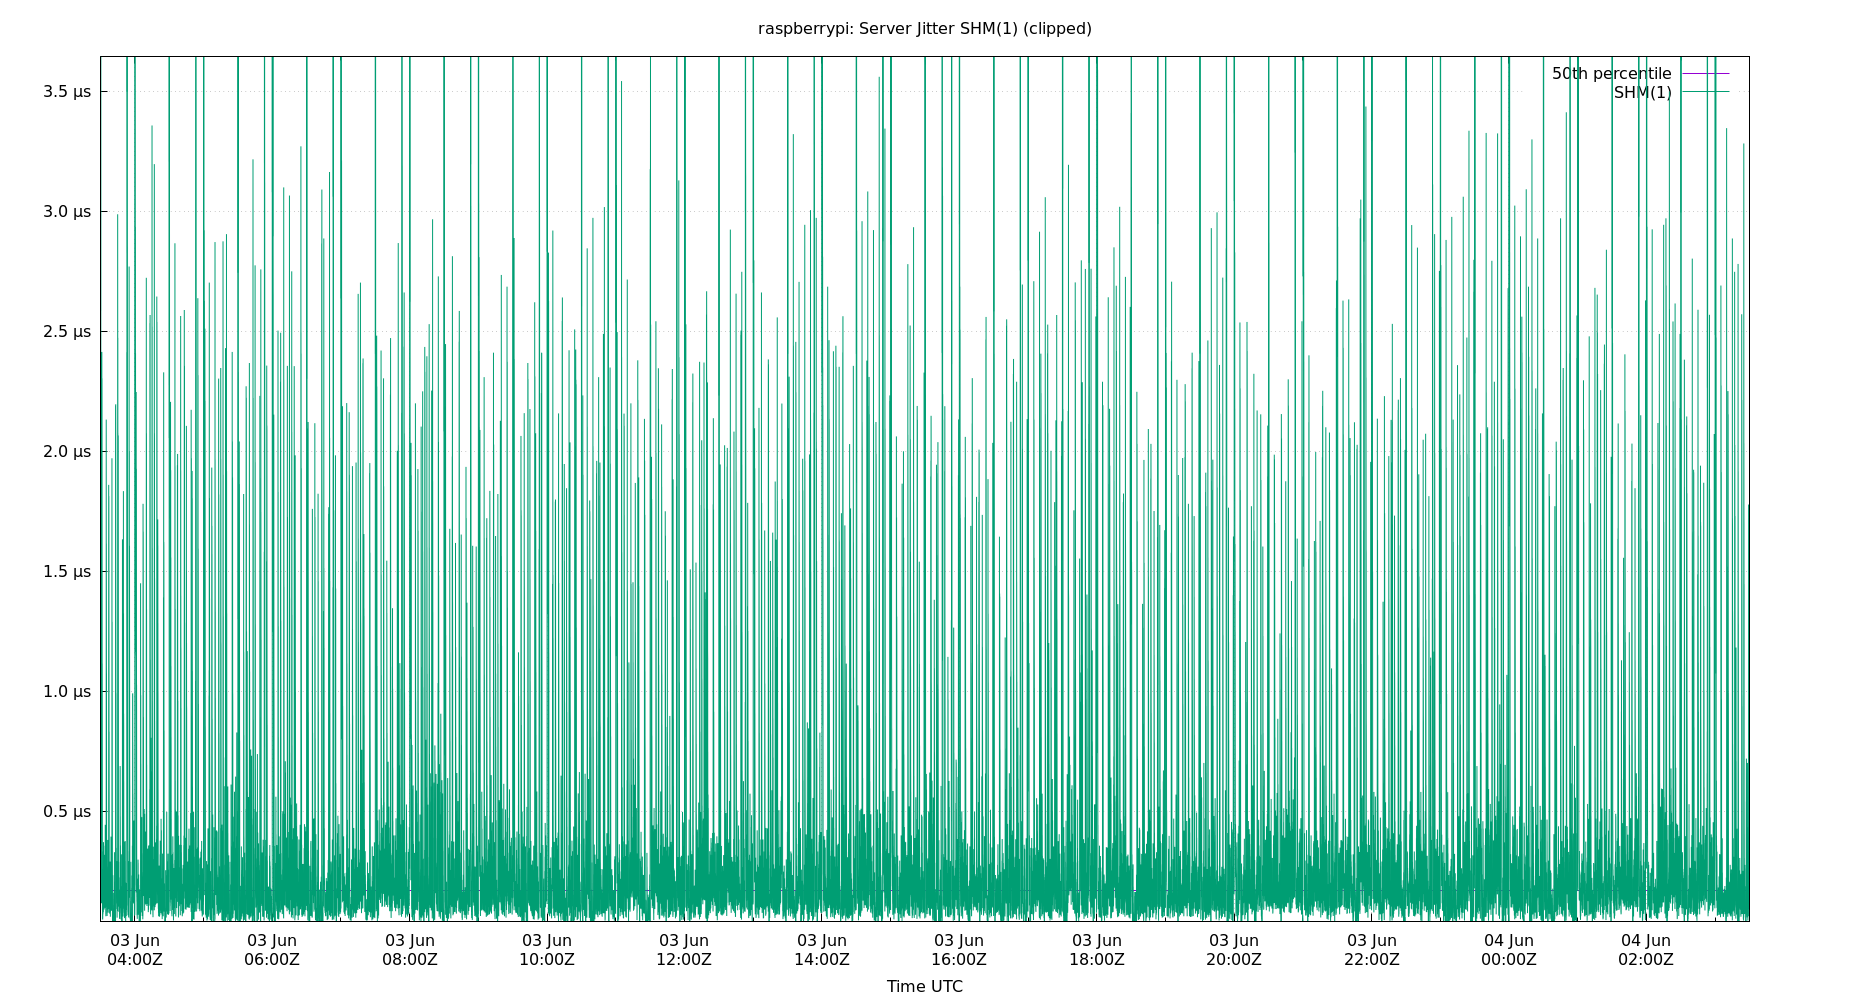 raspberrypi: Server Jitter SHM(1) (clipped)
50th percentile
SHM(1)
3.5 µs
3.0 µs
2.5 µs
2.0 µs
1.5 µs
1.0 µs
0.5 µs
03 Jun 03 Jun 03 Jun 03 Jun 03 Jun 03 Jun 03 Jun 03 Jun 03 Jun 03 Jun 04 Jun 04 Jun
04:00Z 06:00Z 08:00Z 10:00Z 12:00Z 14:00Z 16:00Z 18:00Z 20:00Z 22:00Z 00:00Z 02:00Z
Time UTC